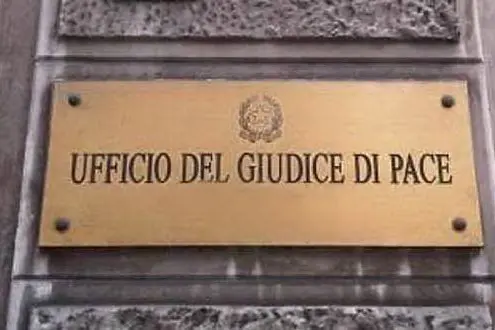 UFFICIO DEL GIUDICE DI PACE